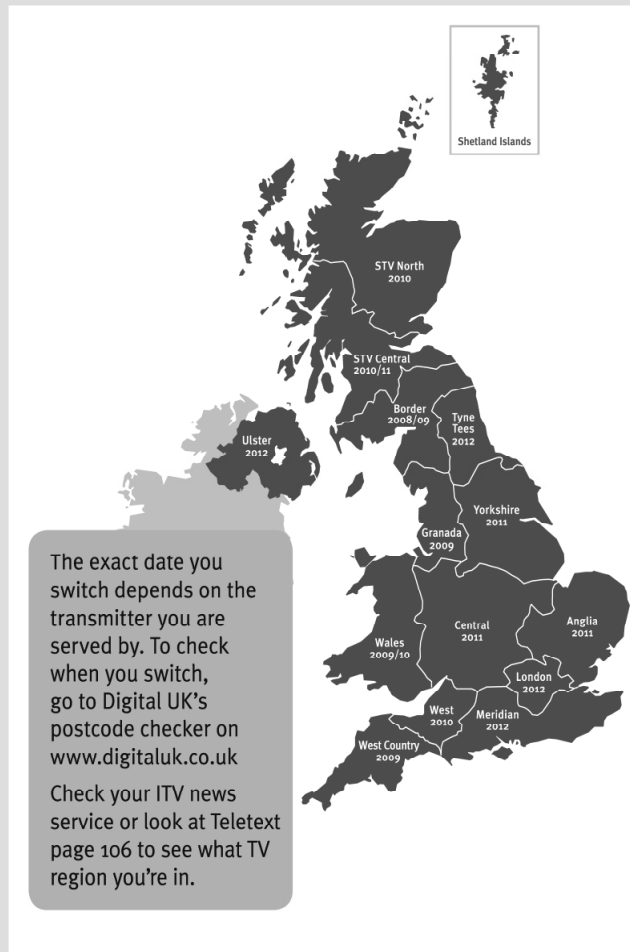 Shetland Islands
STV North
2010
STV Central
2010/11
Border
2008/09
Tyne
Tees
2012
Ulster
2012
Yorkshire
2011
Granada
2009
Central
2011
Anglia
2011
Wales
2009/10
London
2012
West
2010
Meridian
2012
West Country
2009
The exact date you
switch depends on the
transmitter you are
served by. To check
when you switch,
go to Digital UK’s
postcode checker on
www.digitaluk.co.uk
Check your ITV news
service or look at Teletext
page 106 to see what TV
region you’re in.